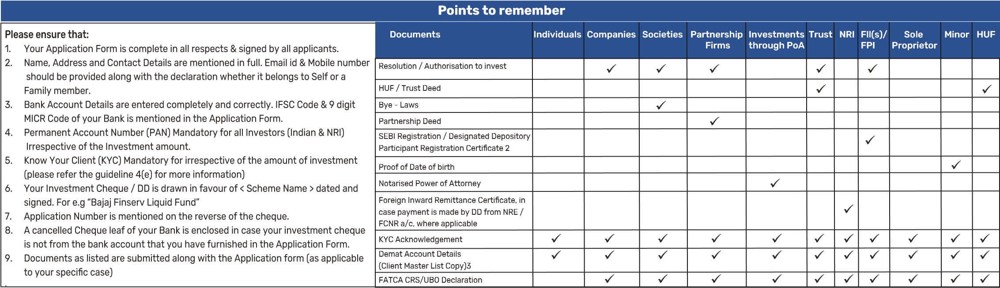 Points to remember
Please ensure that:
1. Your Application Form is complete in all respects & signed by all applicants.
2. Name, Address and Contact Details are mentioned in full. Email id & Mobile number
should be provided along with the declaration whether it belongs to Self or a
Family member.
3. Bank Account Details are entered completely and correctly. IFSC Code & 9 digit
MICR Code of your Bank is mentioned in the Application Form.
4. Permanent Account Number (PAN) Mandatory for all Investors (Indian & NRI)
Irrespective of the Investment amount.
5. Know Your Client (KYC) Mandatory for irrespective of the amount of investment
(please refer the guideline 4(e) for more information)
6. Your Investment Cheque / DD is drawn in favour of < Scheme Name > dated and
signed. For e.g “Bajaj Finserv Liquid Fund”
7. Application Number is mentioned on the reverse of the cheque.
8. A cancelled Cheque leaf of your Bank is enclosed in case your investment cheque
is not from the bank account that you have furnished in the Application Form.
9. Documents as listed are submitted along with the Application form (as applicable
to your specific case)
Documents Individuals Companies Societies Partnership Investments Trust NRI FII(s)/ Sole Minor HUF
Firms through PoA FPI Proprietor
Resolution / Authorisation to invest ✓ ✓ ✓ ✓ ✓
HUF / Trust Deed ✓ ✓
Bye - Laws ✓
Partnership Deed ✓
SEBI Registration / Designated Depository
Participant Registration Certificate 2 ✓
Proof of Date of birth ✓
Notarised Power of Attorney ✓
Foreign Inward Remittance Certificate, in
case payment is made by DD from NRE / ✓
FCNR a/c, where applicable
KYC Acknowledgement ✓ ✓ ✓ ✓ ✓ ✓ ✓ ✓ ✓ ✓ ✓
Demat Account Details ✓ ✓ ✓ ✓ ✓ ✓ ✓ ✓ ✓ ✓ ✓
(Client Master List Copy)3
FATCA CRS/UBO Declaration ✓ ✓ ✓ ✓ ✓ ✓ ✓ ✓ ✓ ✓